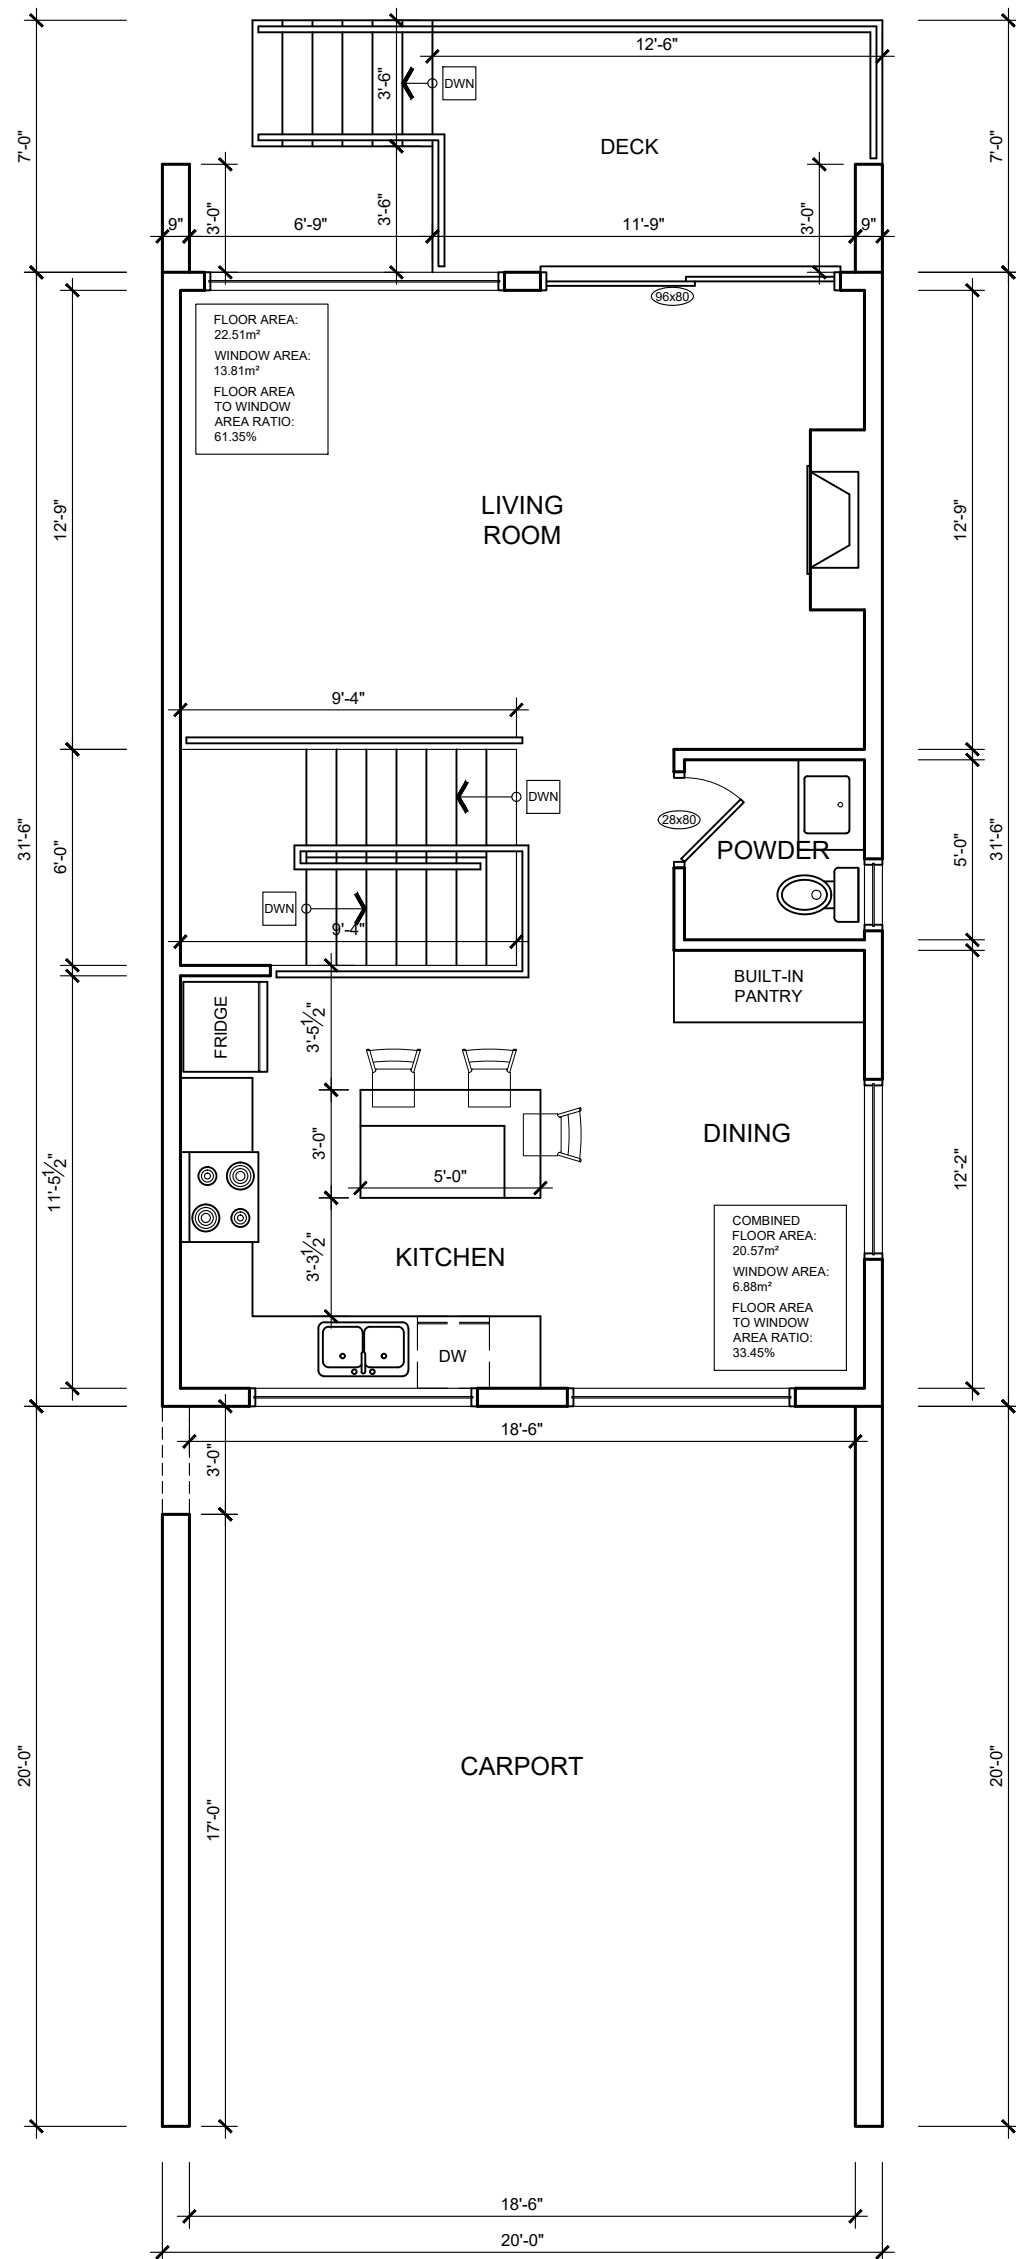 12'-6"
3'-6"
DWN
DECK
7'-0"
7'-0"
3'-0"
3'-6"
3'-0"
9"
6'-9"
11'-9"
9"
96x80
FLOOR AREA:
22.51m²
WINDOW AREA:
13.81m²
FLOOR AREA
TO WINDOW
AREA RATIO:
61.35%
LIVING
ROOM
12'-9"
12'-9"
9'-4"
DWN
28x80
POWDER
31'-6"
6'-0"
5'-0"
31'-6"
DWN
9'-4"
BUILT-IN
PANTRY
FRIDGE
3'-5½"
DINING
3'-0"
5'-0"
11'-5½"
12'-2"
COMBINED
FLOOR AREA:
20.57m²
WINDOW AREA:
6.88m²
FLOOR AREA
TO WINDOW
AREA RATIO:
33.45%
KITCHEN
3'-3½"
DW
18'-6"
3'-0"
CARPORT
20'-0"
17'-0"
20'-0"
18'-6"
20'-0"